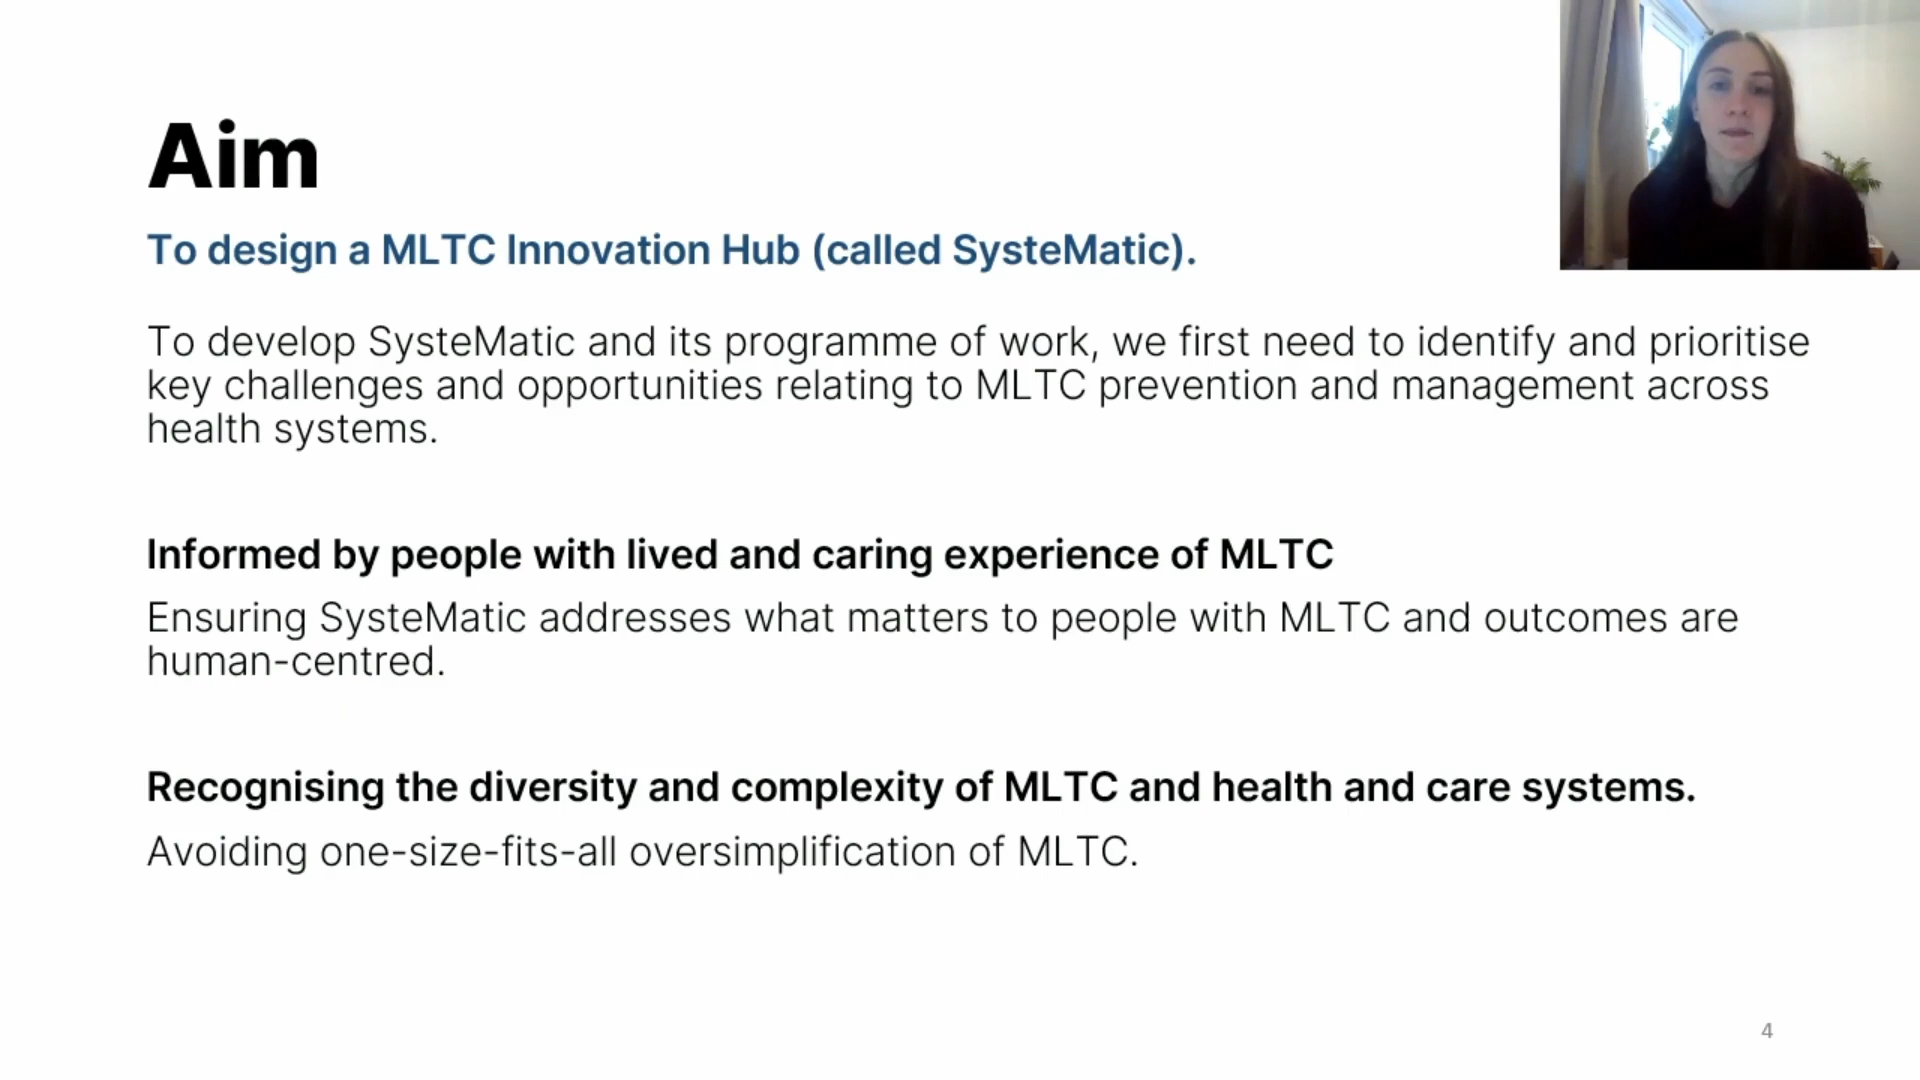 Aim
To design a MLTC Innovation Hub (called SysteMatic).
To develop SysteMatic and its programme of work, we first need to identify and prioritise
key challenges and opportunities relating to MLTC prevention and management across
health systems.
Informed by people with lived and caring experience of MLTC
Ensuring SysteMatic addresses what matters to people with MLTC and outcomes are
human-centred.
Recognising the diversity and complexity of MLTC and health and care systems.
Avoiding one-size-fits-all oversimplification of MLTC.
4